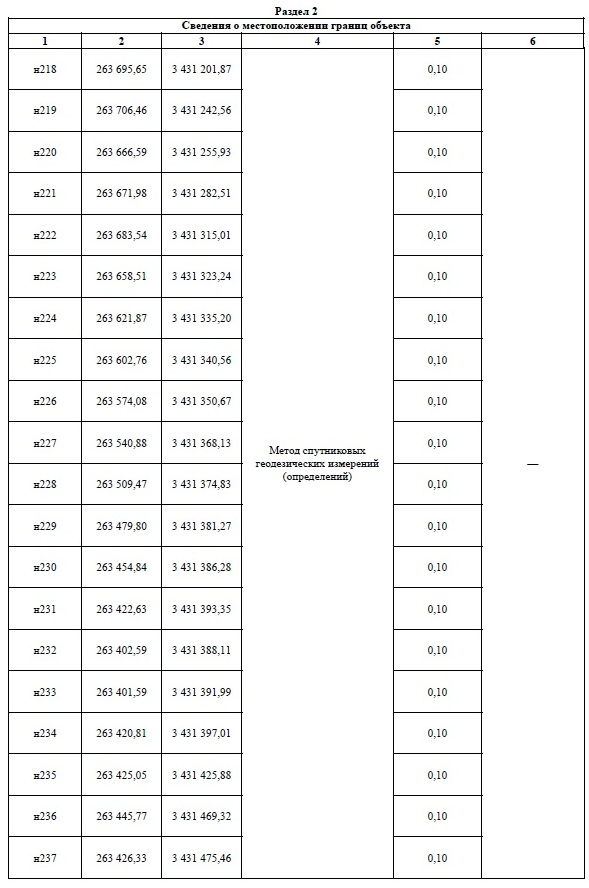 Раздел 2
Сведения о местоположении границ объекта
1 2 3 4 5 6
н218 263 695,65 3 431 201,87 0,10
н219 263 706,46 3 431 242,56 0,10
н220 263 666,59 3 431 255,93 0,10
н221 263 671,98 3 431 282,51 0,10
н222 263 683,54 3 431 315,01 0,10
н223 263 658,51 3 431 323,24 0,10
н224 263 621,87 3 431 335,20 0,10
н225 263 602,76 3 431 340,56 0,10
н226 263 574,08 3 431 350,67 0,10
н227 263 540,88 3 431 368,13 0,10
Метод спутниковых
геодезических измерений
(определений)
—
н228 263 509,47 3 431 374,83 0,10
н229 263 479,80 3 431 381,27 0,10
н230 263 454,84 3 431 386,28 0,10
н231 263 422,63 3 431 393,35 0,10
н232 263 402,59 3 431 388,11 0,10
н233 263 401,59 3 431 391,99 0,10
н234 263 420,81 3 431 397,01 0,10
н235 263 425,05 3 431 425,88 0,10
н236 263 445,77 3 431 469,32 0,10
н237 263 426,33 3 431 475,46 0,10